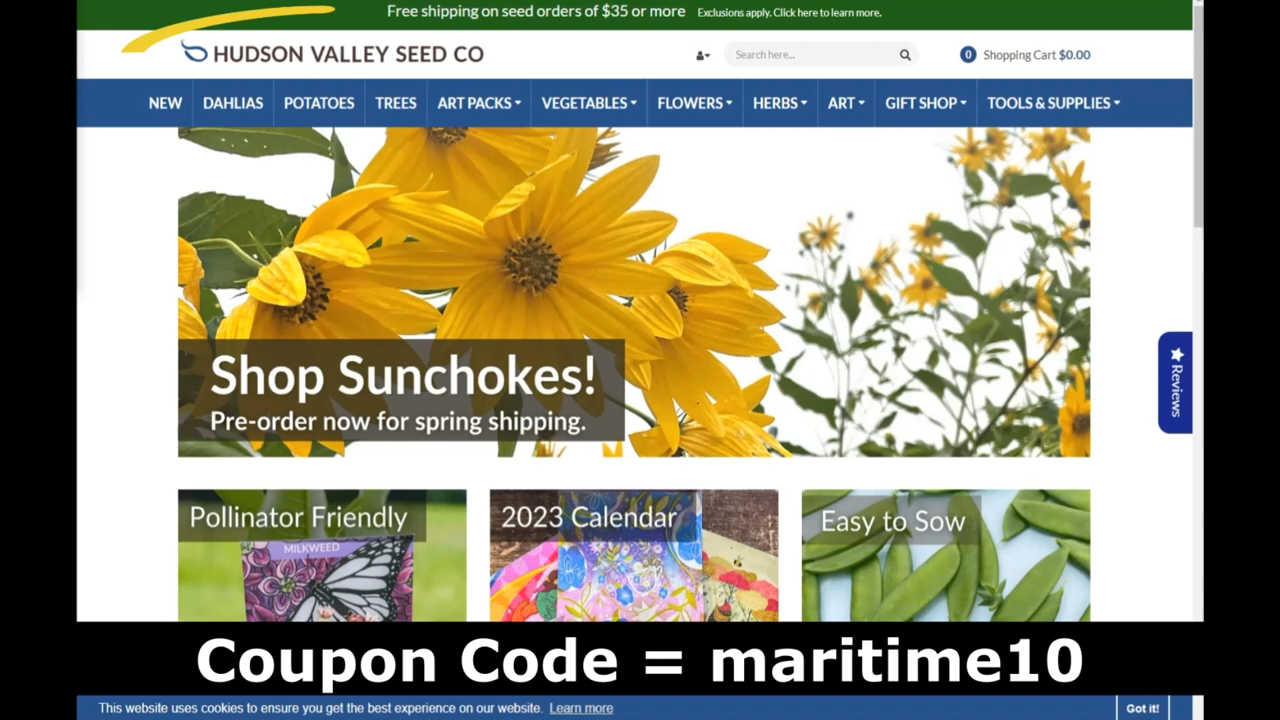 Free shipping on seed orders of $35 or more Exclusions apply. Click here to learn more.
HUDSON VALLEY SEED CO
Search here...
0 Shopping Cart $0.00
NEW DAHLIAS POTATOES TREES ART PACKS VEGETABLES FLOWERS HERBS ART GIFT SHOP TOOLS & SUPPLIES
Shop Sunchokes!
Pre-order now for spring shipping.
Reviews
Pollinator Friendly
2023 Calendar
Easy to Sow
MILKWEED
Coupon Code = maritime10
This website uses cookies to ensure you get the best experience on our website. Learn more
Got it!